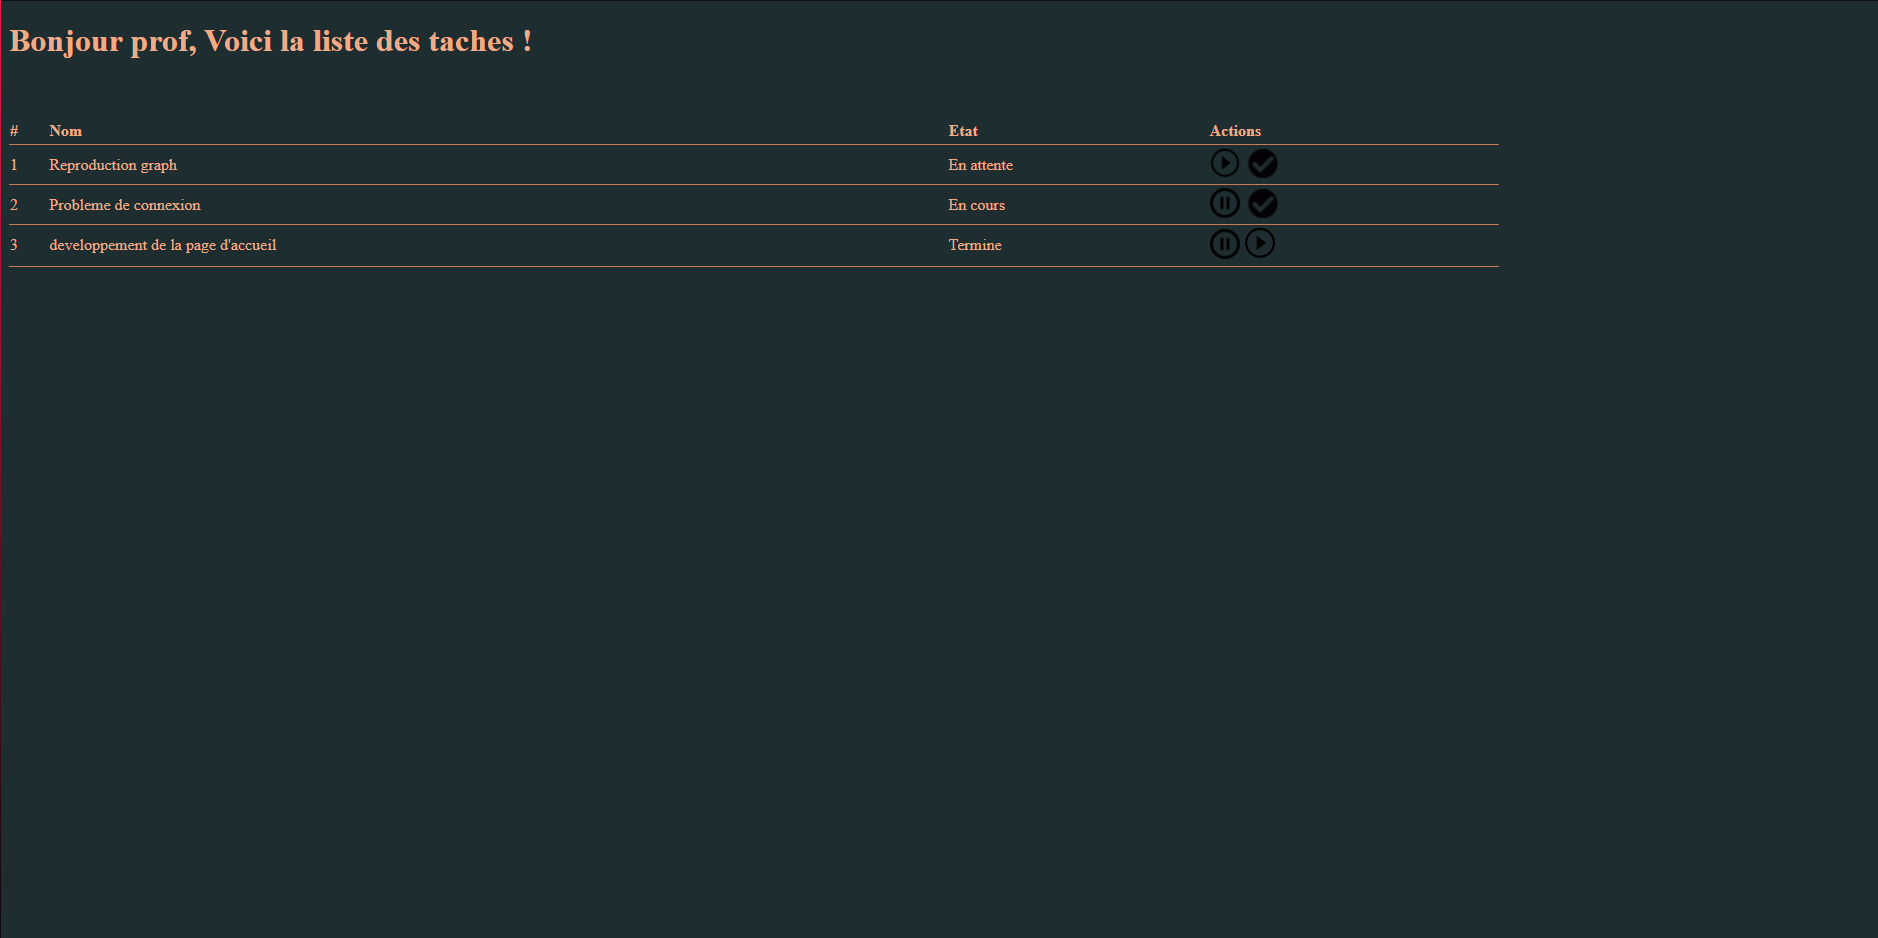 Bonjour prof, Voici la liste des taches !
# Nom Etat Actions
1 Reproduction graph En attente
2 Probleme de connexion En cours
3 developpement de la page d'accueil Termine